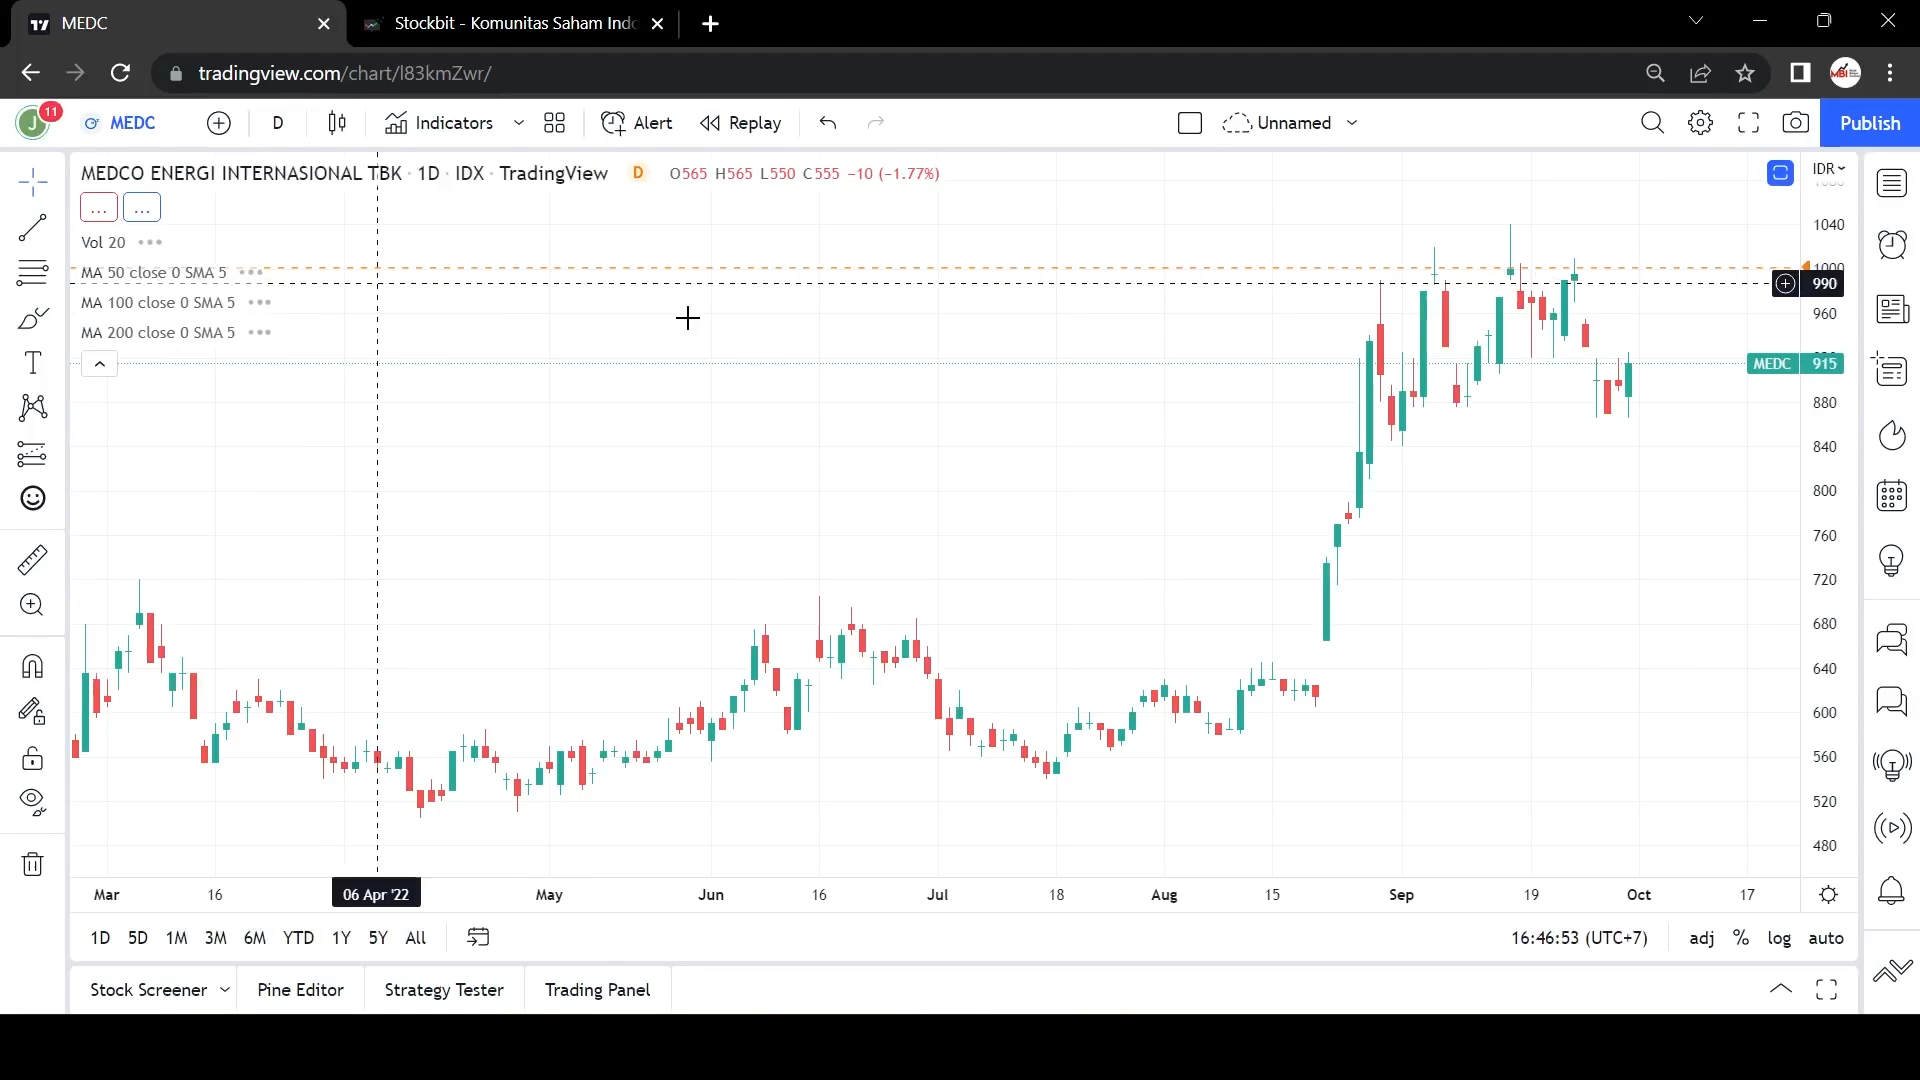 MEDC
Stockbit - Komunitas Saham Indo
tradingview.com/chart/l83kmZwr/
J 11 MEDC D Indicators Alert Replay Unnamed Publish
MEDCO ENERGI INTERNASIONAL TBK · 1D · IDX · TradingView D O565 H565 L550 C555 −10 (−1.77%)
IDR
... ...
Vol 20
MA 50 close 0 SMA 5
MA 100 close 0 SMA 5
MA 200 close 0 SMA 5
1040
1000
990
960
MEDC 915
880
840
800
760
720
680
640
600
560
520
480
Mar 16 06 Apr '22 May Jun 16 Jul 18 Aug 15 Sep 19 Oct 17
1D 5D 1M 3M 6M YTD 1Y 5Y All 16:46:53 (UTC+7) adj % log auto
Stock Screener Pine Editor Strategy Tester Trading Panel